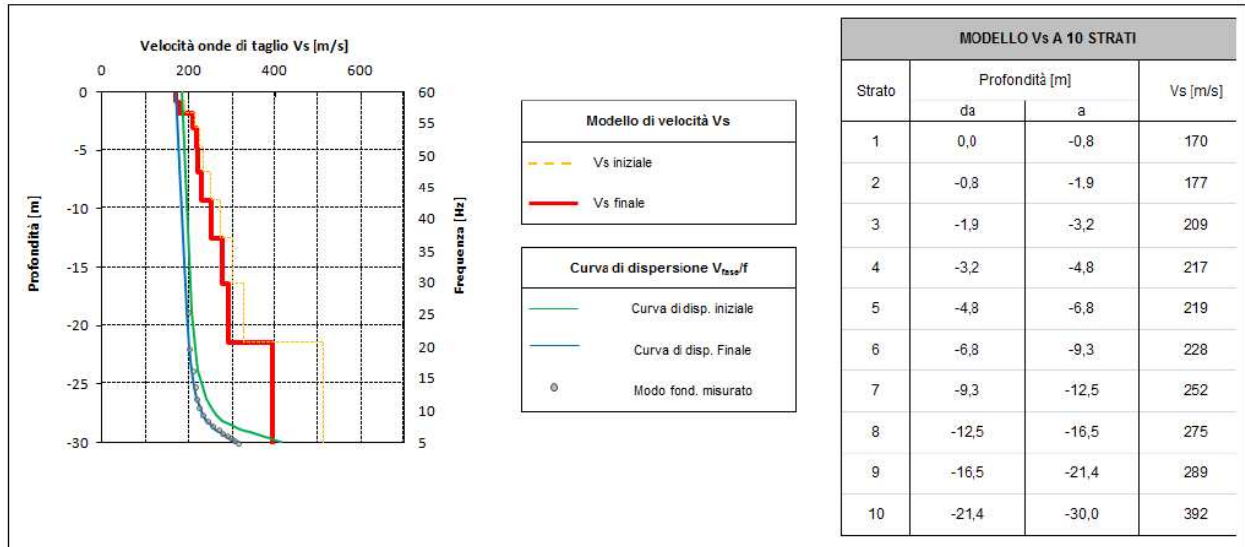 Velocità onde di taglio Vs [m/s]
0 200 400 600
Profondità [m]
0
-5
-10
-15
-20
-25
-30
Frequenza [Hz]
60
55
50
45
40
35
30
25
20
15
10
5
Modello di velocità Vs
Vs iniziale
Vs finale
Curva di dispersione Vfase/f
Curva di disp. iniziale
Curva di disp. Finale
Modo fond. misurato
MODELLO Vs A 10 STRATI
Strato Profondità [m] Vs [m/s]
da a
1 0,0 -0,8 170
2 -0,8 -1,9 177
3 -1,9 -3,2 209
4 -3,2 -4,8 217
5 -4,8 -6,8 219
6 -6,8 -9,3 228
7 -9,3 -12,5 252
8 -12,5 -16,5 275
9 -16,5 -21,4 289
10 -21,4 -30,0 392